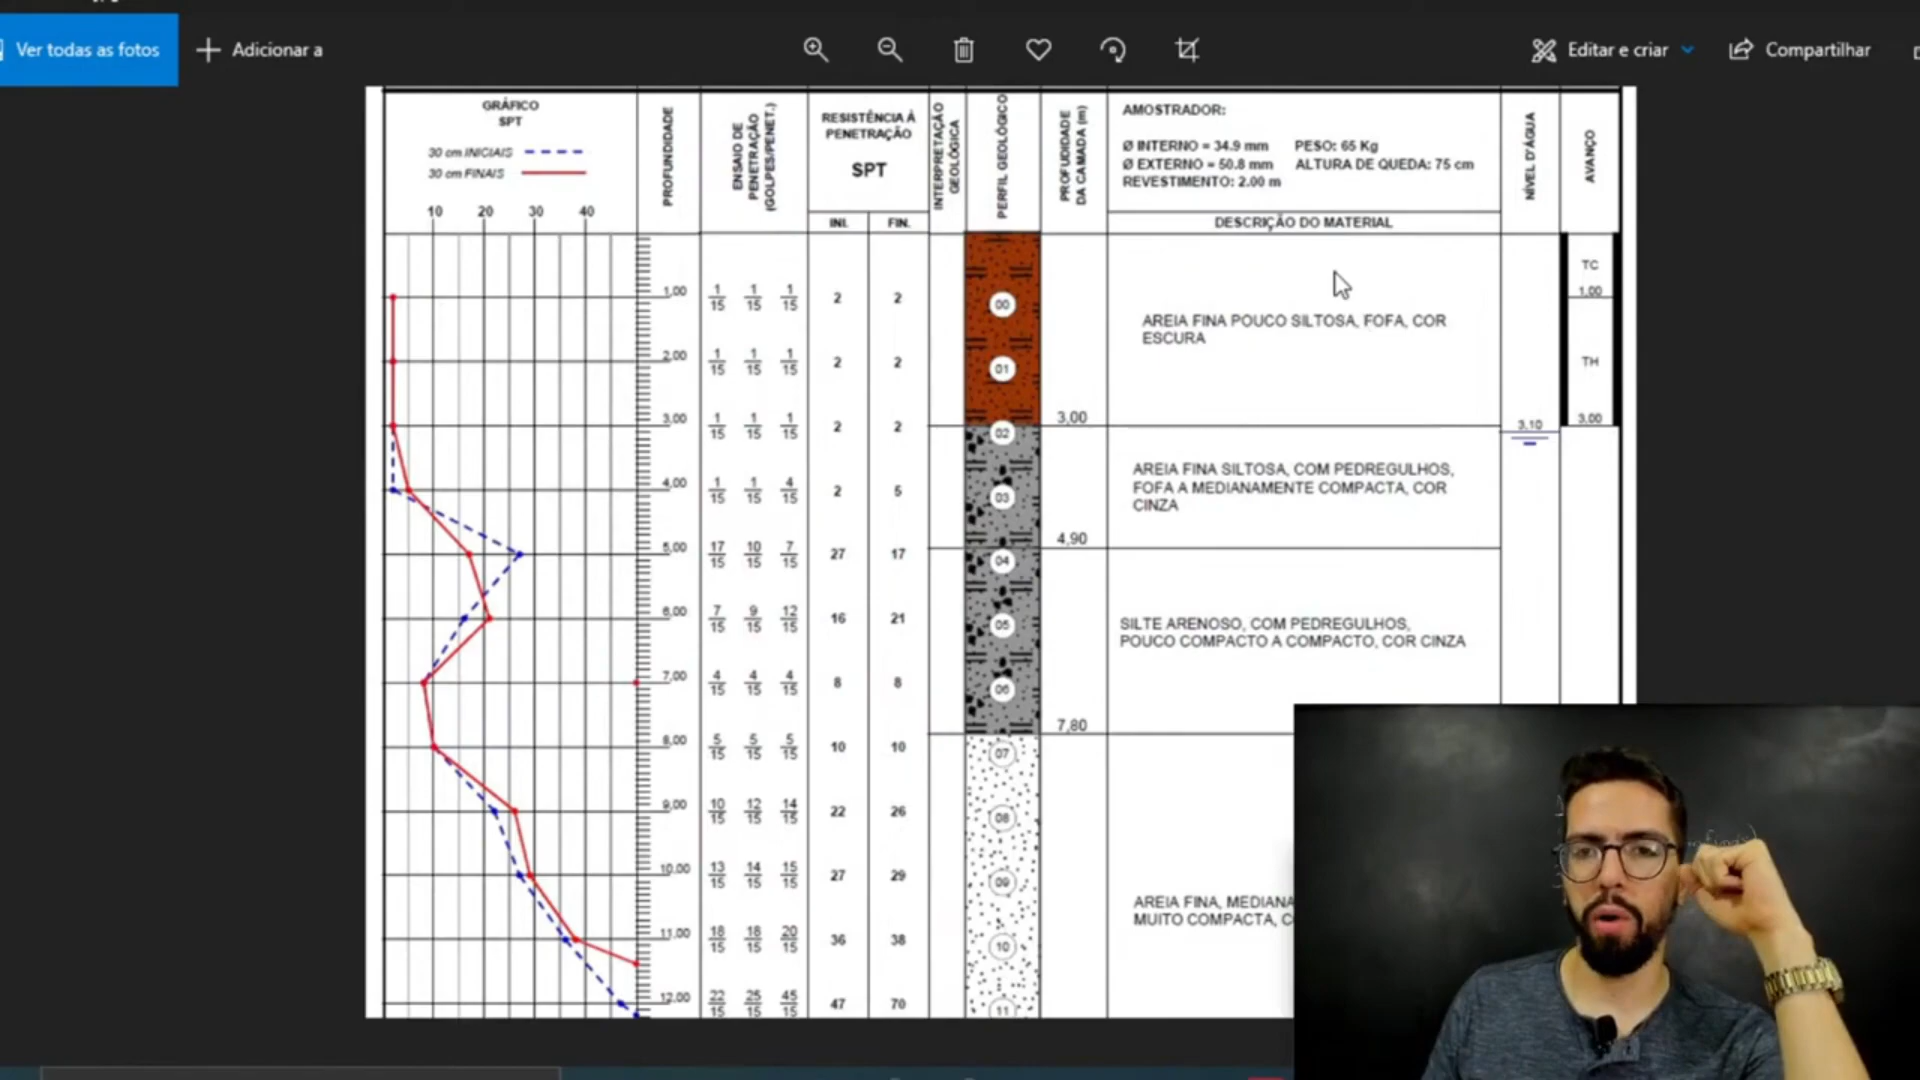 Ver todas as fotos
Adicionar a
Editar e criar
Compartilhar
GRÁFICO
SPT
30 cm INICIAIS
30 cm FINAIS
10 20 30 40
PROFUNDIDADE
ENSAIO DE
PENETRAÇÃO
(GOLPES/PENET.)
RESISTÊNCIA À
PENETRAÇÃO
SPT
INI. FIN.
INTERPRETAÇÃO
GEOLÓGICA
PERFIL GEOLÓGICO
PROFUDIDADE
DA CAMADA (m)
AMOSTRADOR:
Ø INTERNO = 34.9 mm PESO: 65 Kg
Ø EXTERNO = 50.8 mm ALTURA DE QUEDA: 75 cm
REVESTIMENTO: 2.00 m
DESCRIÇÃO DO MATERIAL
NÍVEL D'ÁGUA
AVANÇO
1,00 1/15 1/15 1/15 2 2 00
2,00 1/15 1/15 1/15 2 2 01
3,00 1/15 1/15 1/15 2 2 02
4,00 1/15 1/15 4/15 2 5 03
5,00 17/15 10/15 7/15 27 17 04
6,00 7/15 9/15 12/15 16 21 05
7,00 4/15 4/15 4/15 8 8 06
8,00 5/15 5/15 5/15 10 10 07
9,00 10/15 12/15 14/15 22 26 08
10,00 13/15 14/15 15/15 27 29 09
11,00 18/15 18/15 20/15 36 38 10
12,00 22/15 25/15 45/15 47 70 11
3,00
4,90
7,80
AREIA FINA POUCO SILTOSA, FOFA, COR
ESCURA
AREIA FINA SILTOSA, COM PEDREGULHOS,
FOFA A MEDIANAMENTE COMPACTA, COR
CINZA
SILTE ARENOSO, COM PEDREGULHOS,
POUCO COMPACTO A COMPACTO, COR CINZA
AREIA FINA, MEDIANA
MUITO COMPACTA, C
3,10
TC
1,00
TH
3,00